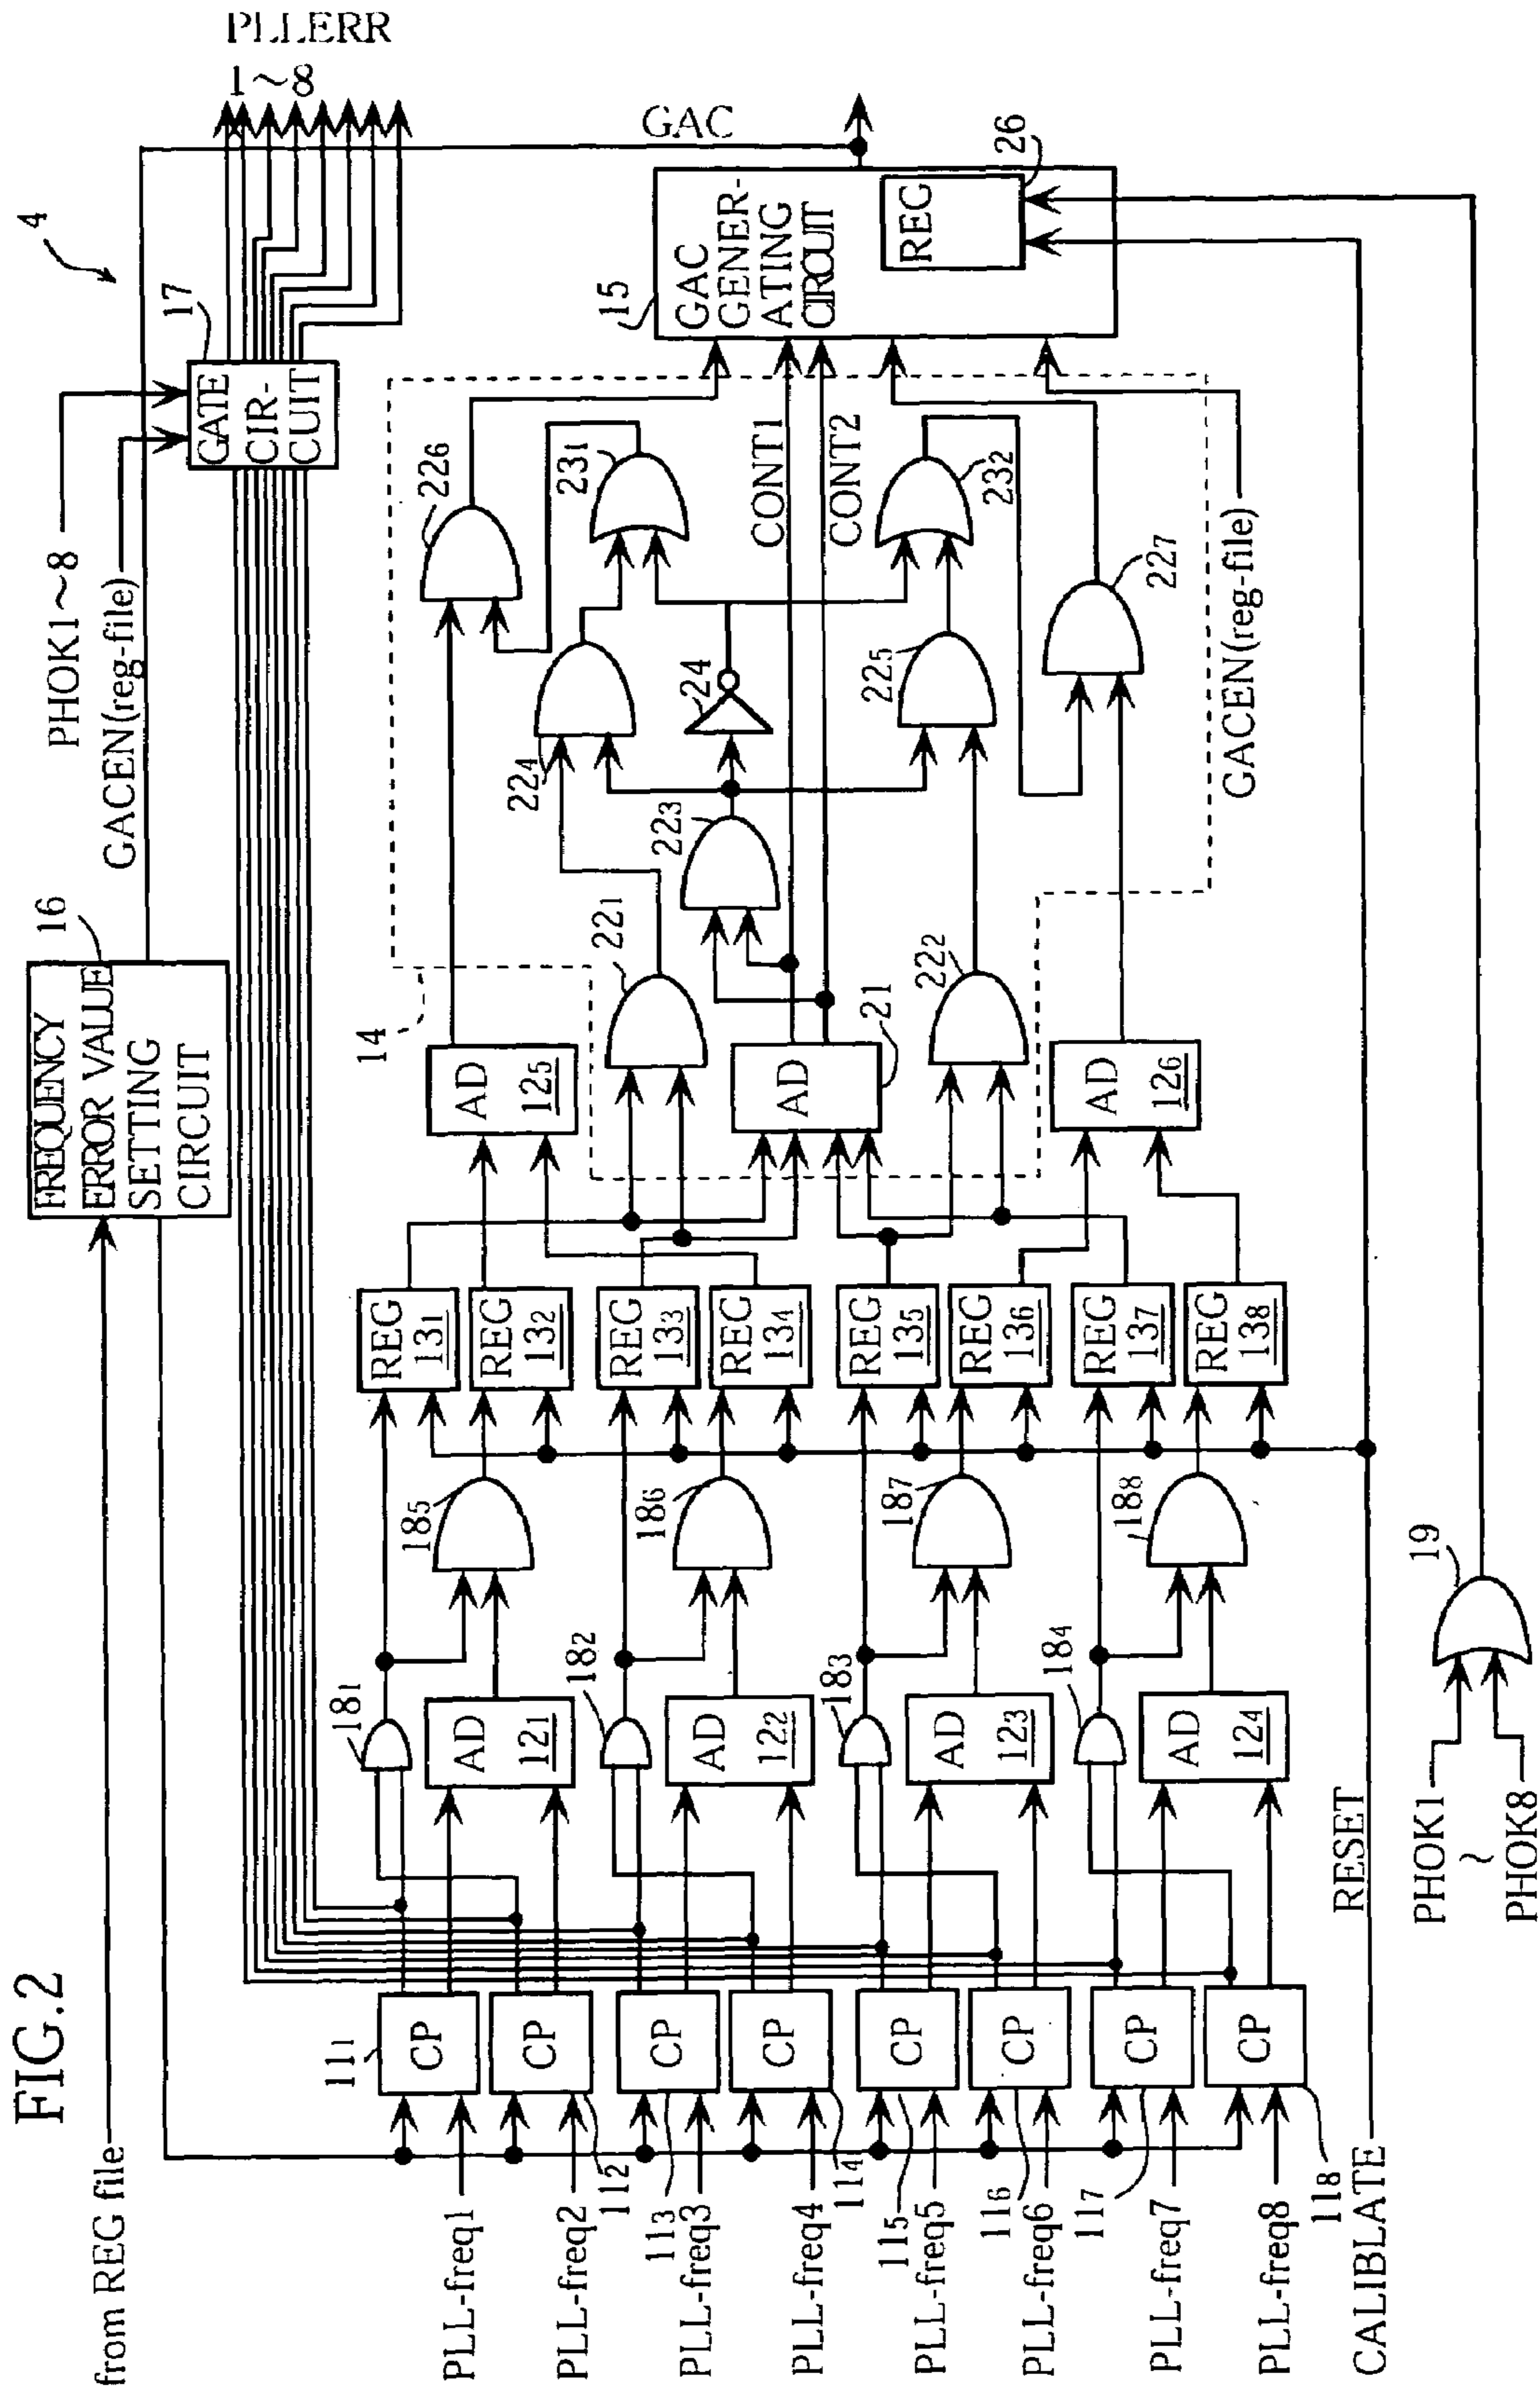 FIG.2
4
from REG file
FREQUENCY
ERROR VALUE
SETTING
CIRCUIT
16
PHOK1~8
GACEN(reg-file)
GATE
CIR-
CUIT
17
PLLERR
1~8
GAC
PLL-freq1
PLL-freq2
PLL-freq3
PLL-freq4
PLL-freq5
PLL-freq6
PLL-freq7
PLL-freq8
CALIBLATE
RESET
CP
111
CP
112
CP
113
CP
114
CP
115
CP
116
CP
117
CP
118
181
182
183
184
AD
121
AD
122
AD
123
AD
124
185
186
187
188
REG
131
REG
132
REG
133
REG
134
REG
135
REG
136
REG
137
REG
138
AD
125
AD
126
14
221
AD
21
222
223
224
24
225
226
231
CONT1
CONT2
232
227
GACEN(reg-file)
15
GAC
GENER-
ATING
CIRCUIT
REG
26
PHOK1
~
PHOK8
19